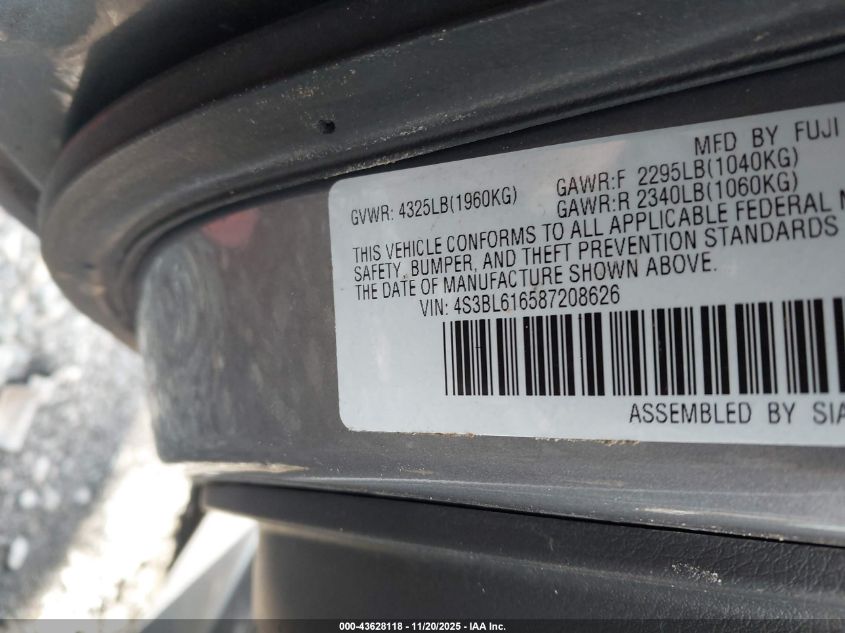 MFD BY FUJI
GVWR: 4325LB(1960KG) GAWR:F 2295LB(1040KG)
GAWR:R 2340LB(1060KG)
THIS VEHICLE CONFORMS TO ALL APPLICABLE FEDERAL
SAFETY, BUMPER, AND THEFT PREVENTION STANDARDS
THE DATE OF MANUFACTURE SHOWN ABOVE.
VIN: 4S3BL616587208626
ASSEMBLED BY SIA
000-43628118 - 11/20/2025 - IAA Inc.